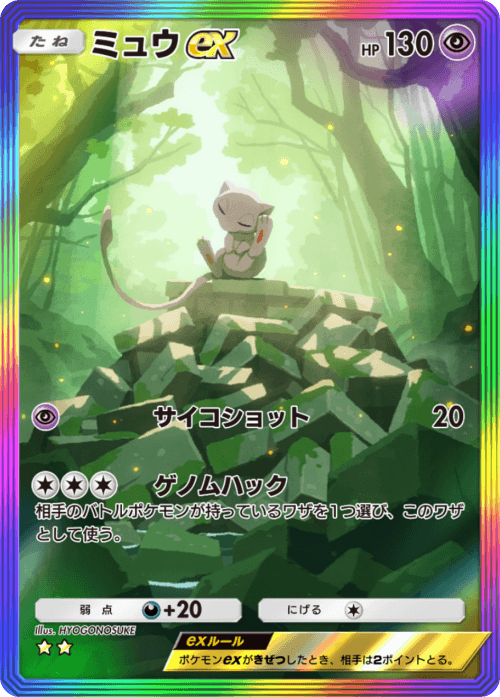 たね ミュウex HP 130
サイコショット 20
ゲノムハック
相手のバトルポケモンが持っているワザを1つ選び、このワザ
として使う。
弱点 +20 にげる
Illus. HYOGONOSUKE
exルール
ポケモンexがきぜつしたとき、相手は2ポイントとる。